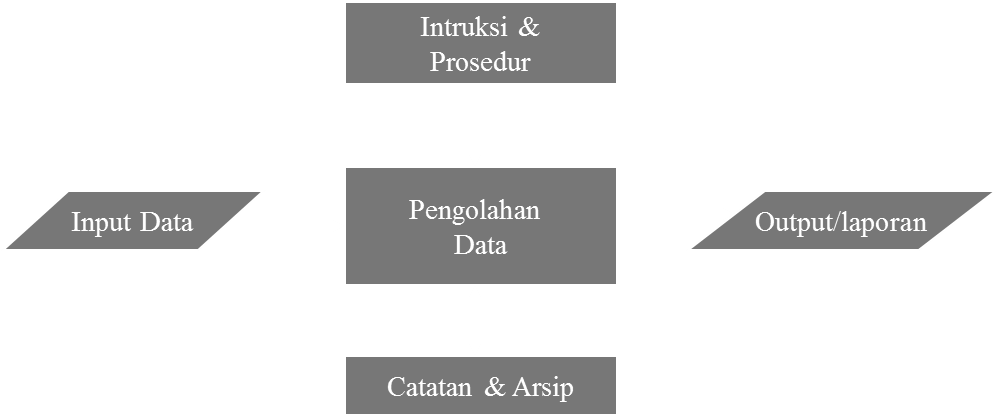 Intruksi &
Prosedur
Input Data
Pengolahan
Data
Output/laporan
Catatan & Arsip